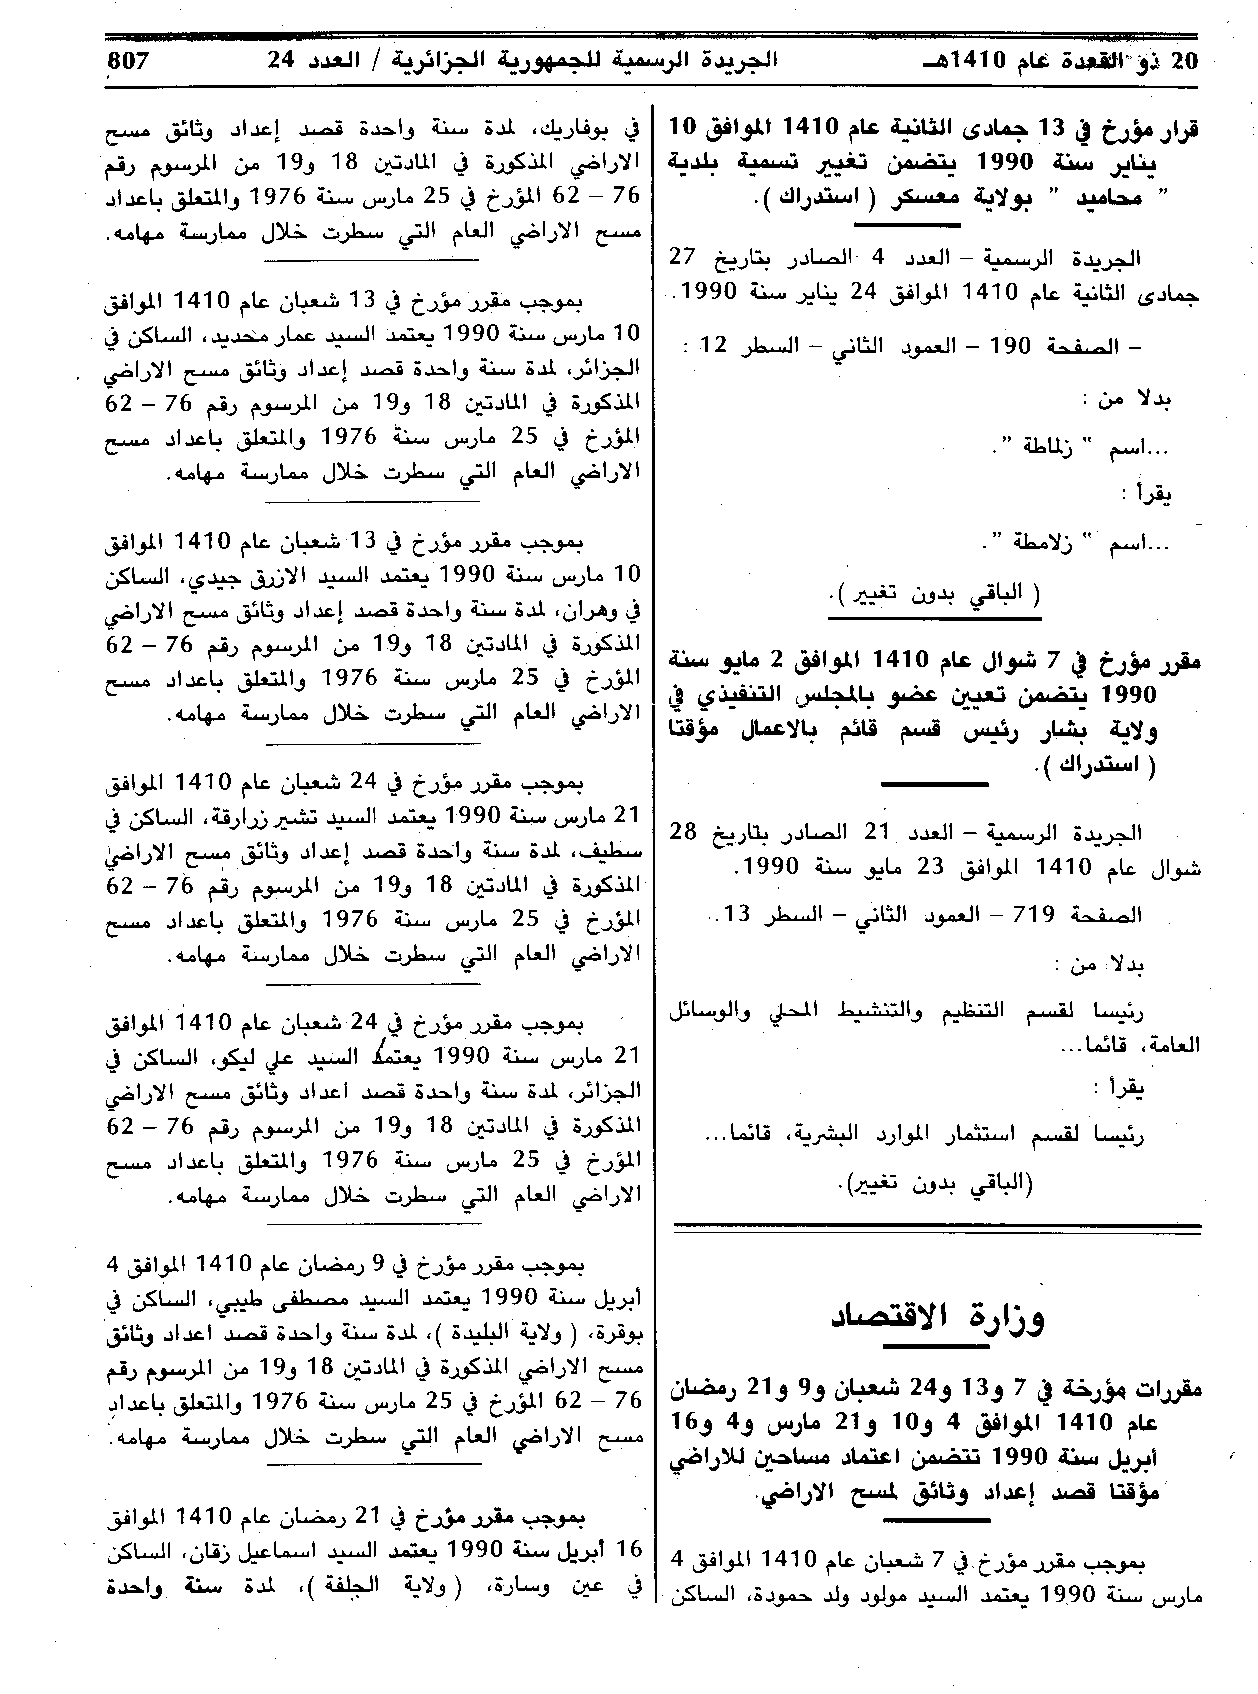 20 ذو القعدة عام 1410هـ
الجريدة الرسمية للجمهورية الجزائرية / العدد 24
807
قرار مؤرخ في 13 جمادى الثانية عام 1410 الموافق 10
يناير سنة 1990 يتضمن تغيير تسمية بلدية
" محاميد " بولاية معسكر ( استدراك ).
الجريدة الرسمية – العدد 4 الصادر بتاريخ 27
جمادى الثانية عام 1410 الموافق 24 يناير سنة 1990.
– الصفحة 190 – العمود الثاني – السطر 12 :
بدلا من :
...اسم " زلماطة ".
يقرأ :
...اسم " زلامطة ".
( الباقي بدون تغيير ).
مقرر مؤرخ في 7 شوال عام 1410 الموافق 2 مايو سنة
1990 يتضمن تعيين عضو بالمجلس التنفيذي في
ولاية بشار رئيس قسم قائم بالاعمال مؤقتا
( استدراك ).
الجريدة الرسمية – العدد 21 الصادر بتاريخ 28
شوال عام 1410 الموافق 23 مايو سنة 1990.
الصفحة 719 – العمود الثاني – السطر 13.
بدلا من :
رئيسا لقسم التنظيم والتنشيط المحلي والوسائل
العامة، قائما...
يقرأ :
رئيسا لقسم استثمار الموارد البشرية، قائما...
(الباقي بدون تغيير).
وزارة الاقتصاد
مقررات مؤرخة في 7 و13 و24 شعبان و9 و21 رمضان
عام 1410 الموافق 4 و10 و21 مارس و4 و16
أبريل سنة 1990 تتضمن اعتماد مساحين للاراضي
مؤقتا قصد إعداد وثائق لمسح الاراضي.
بموجب مقرر مؤرخ في 7 شعبان عام 1410 الموافق 4
مارس سنة 1990 يعتمد السيد مولود ولد حمودة، الساكن
في بوفاريك، لمدة سنة واحدة قصد إعداد وثائق مسح
الاراضي المذكورة في المادتين 18 و19 من المرسوم رقم
76 – 62 المؤرخ في 25 مارس سنة 1976 والمتعلق باعداد
مسح الاراضي العام التي سطرت خلال ممارسة مهامه.
بموجب مقرر مؤرخ في 13 شعبان عام 1410 الموافق
10 مارس سنة 1990 يعتمد السيد عمار محديد، الساكن في
الجزائر، لمدة سنة واحدة قصد إعداد وثائق مسح الاراضي
المذكورة في المادتين 18 و19 من المرسوم رقم 76 – 62
المؤرخ في 25 مارس سنة 1976 والمتعلق باعداد مسح
الاراضي العام التي سطرت خلال ممارسة مهامه.
بموجب مقرر مؤرخ في 13 شعبان عام 1410 الموافق
10 مارس سنة 1990 يعتمد السيد الازرق جيدي، الساكن
في وهران، لمدة سنة واحدة قصد إعداد وثائق مسح الاراضي
المذكورة في المادتين 18 و19 من المرسوم رقم 76 – 62
المؤرخ في 25 مارس سنة 1976 والمتعلق باعداد مسح
الاراضي العام التي سطرت خلال ممارسة مهامه.
بموجب مقرر مؤرخ في 24 شعبان عام 1410 الموافق
21 مارس سنة 1990 يعتمد السيد تشير زرارقة، الساكن في
سطيف، لمدة سنة واحدة قصد إعداد وثائق مسح الاراضي
المذكورة في المادتين 18 و19 من المرسوم رقم 76 – 62
المؤرخ في 25 مارس سنة 1976 والمتعلق باعداد مسح
الاراضي العام التي سطرت خلال ممارسة مهامه.
بموجب مقرر مؤرخ في 24 شعبان عام 1410 الموافق
21 مارس سنة 1990 يعتمد السيد علي ليكو، الساكن في
الجزائر، لمدة سنة واحدة قصد اعداد وثائق مسح الاراضي
المذكورة في المادتين 18 و19 من المرسوم رقم 76 – 62
المؤرخ في 25 مارس سنة 1976 والمتعلق باعداد مسح
الاراضي العام التي سطرت خلال ممارسة مهامه.
بموجب مقرر مؤرخ في 9 رمضان عام 1410 الموافق 4
أبريل سنة 1990 يعتمد السيد مصطفى طيبي، الساكن في
بوقرة، ( ولاية البليدة )، لمدة سنة واحدة قصد اعداد وثائق
مسح الاراضي المذكورة في المادتين 18 و19 من المرسوم رقم
76 – 62 المؤرخ في 25 مارس سنة 1976 والمتعلق باعداد
مسح الاراضي العام التي سطرت خلال ممارسة مهامه.
بموجب مقرر مؤرخ في 21 رمضان عام 1410 الموافق
16 أبريل سنة 1990 يعتمد السيد اسماعيل زقان، الساكن
في عين وسارة، ( ولاية الجلفة )، لمدة سنة واحدة